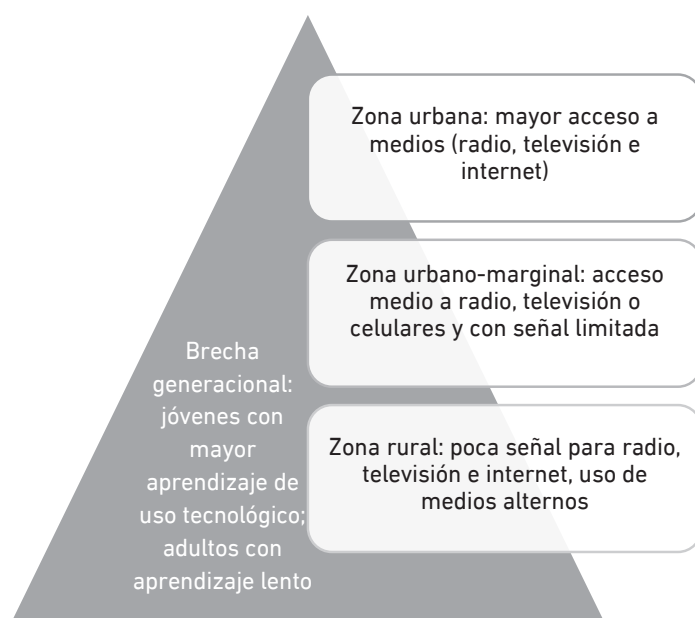 Zona urbana: mayor acceso a
medios (radio, televisión e
internet)
Zona urbano-marginal: acceso
medio a radio, televisión o
celulares y con señal limitada
Zona rural: poca señal para radio,
televisión e internet, uso de
medios alternos
Brecha
generacional:
jóvenes con
mayor
aprendizaje de
uso tecnológico;
adultos con
aprendizaje lento